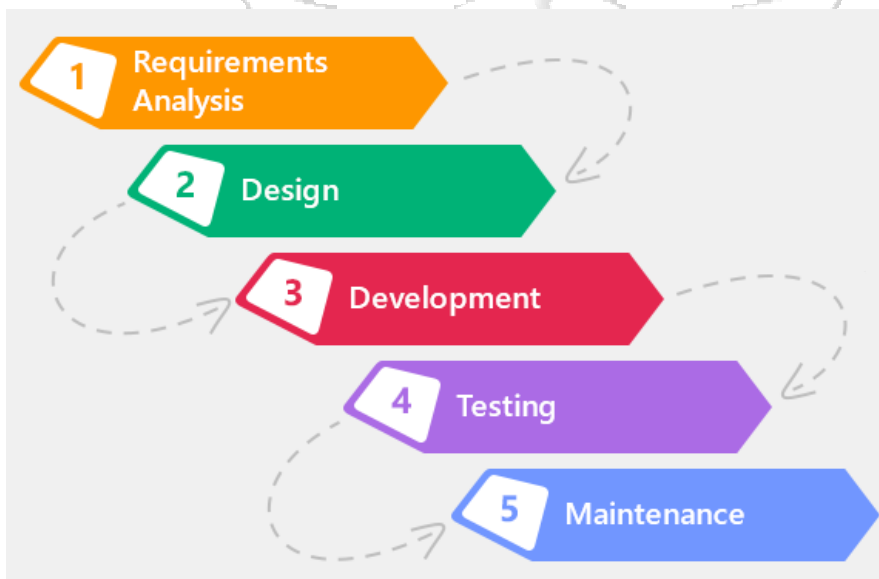 1
Requirements
Analysis
2
Design
3
Development
4
Testing
5
Maintenance